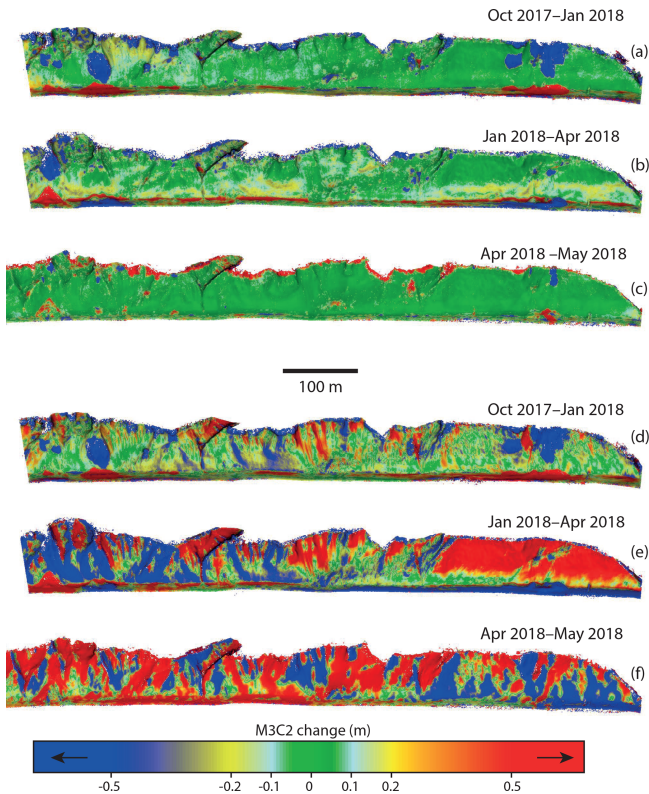 Oct 2017–Jan 2018
(a)
Jan 2018–Apr 2018
(b)
Apr 2018 –May 2018
(c)
100 m
Oct 2017–Jan 2018
(d)
Jan 2018–Apr 2018
(e)
Apr 2018–May 2018
(f)
M3C2 change (m)
-0.5 -0.2 -0.1 0 0.1 0.2 0.5